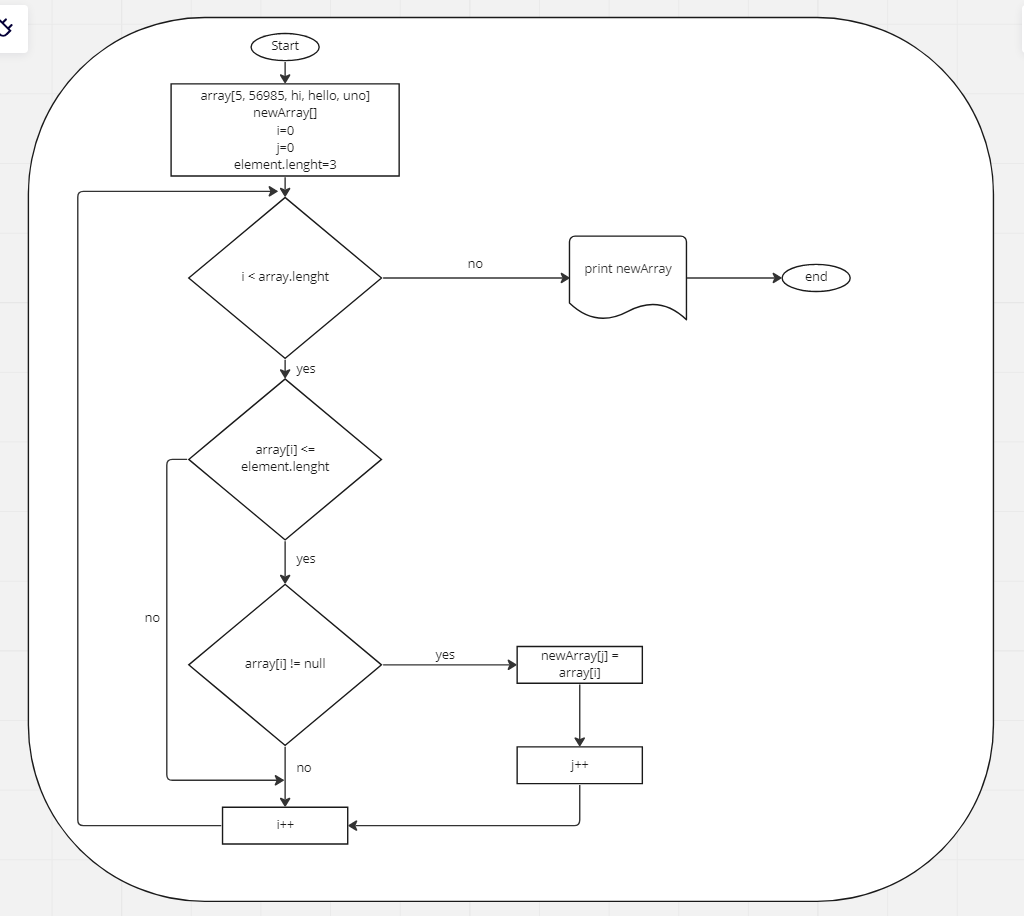 Start
array[5, 56985, hi, hello, uno]
newArray[]
i=0
j=0
element.lenght=3
i < array.lenght
no
print newArray
end
yes
array[i] <=
element.lenght
yes
no
array[i] != null
yes
newArray[j] =
array[i]
no
j++
i++